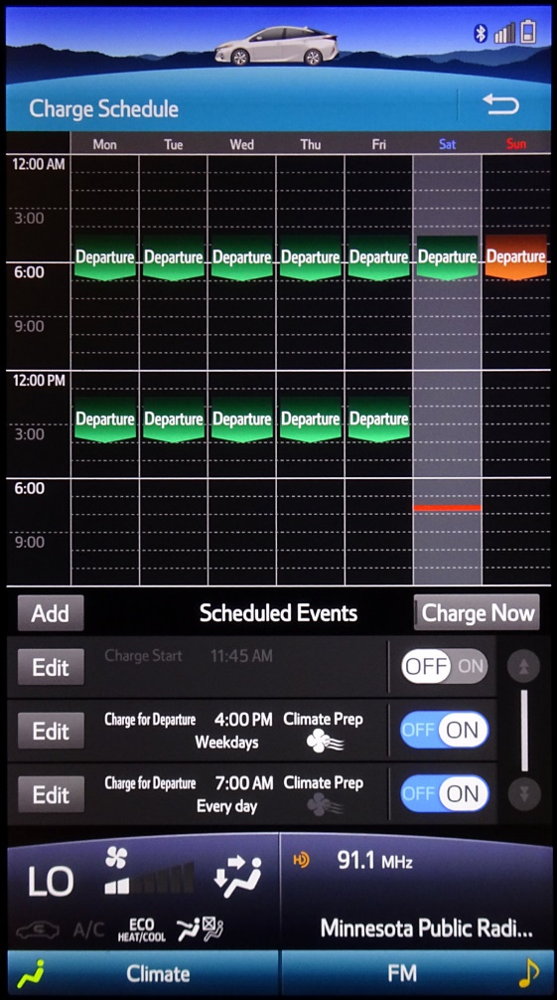 Charge Schedule
Mon Tue Wed Thu Fri Sat Sun
12:00 AM
3:00
Departure Departure Departure Departure Departure Departure Departure
6:00
9:00
12:00 PM
Departure Departure Departure Departure Departure
3:00
6:00
9:00
Add Scheduled Events Charge Now
Edit Charge Start 11:45 AM OFF ON
Edit Charge for Departure 4:00 PM Climate Prep OFF ON
Weekdays
Edit Charge for Departure 7:00 AM Climate Prep OFF ON
Every day
HD 91.1 MHz
LO
A/C ECO HEAT/COOL
Minnesota Public Radi...
Climate FM